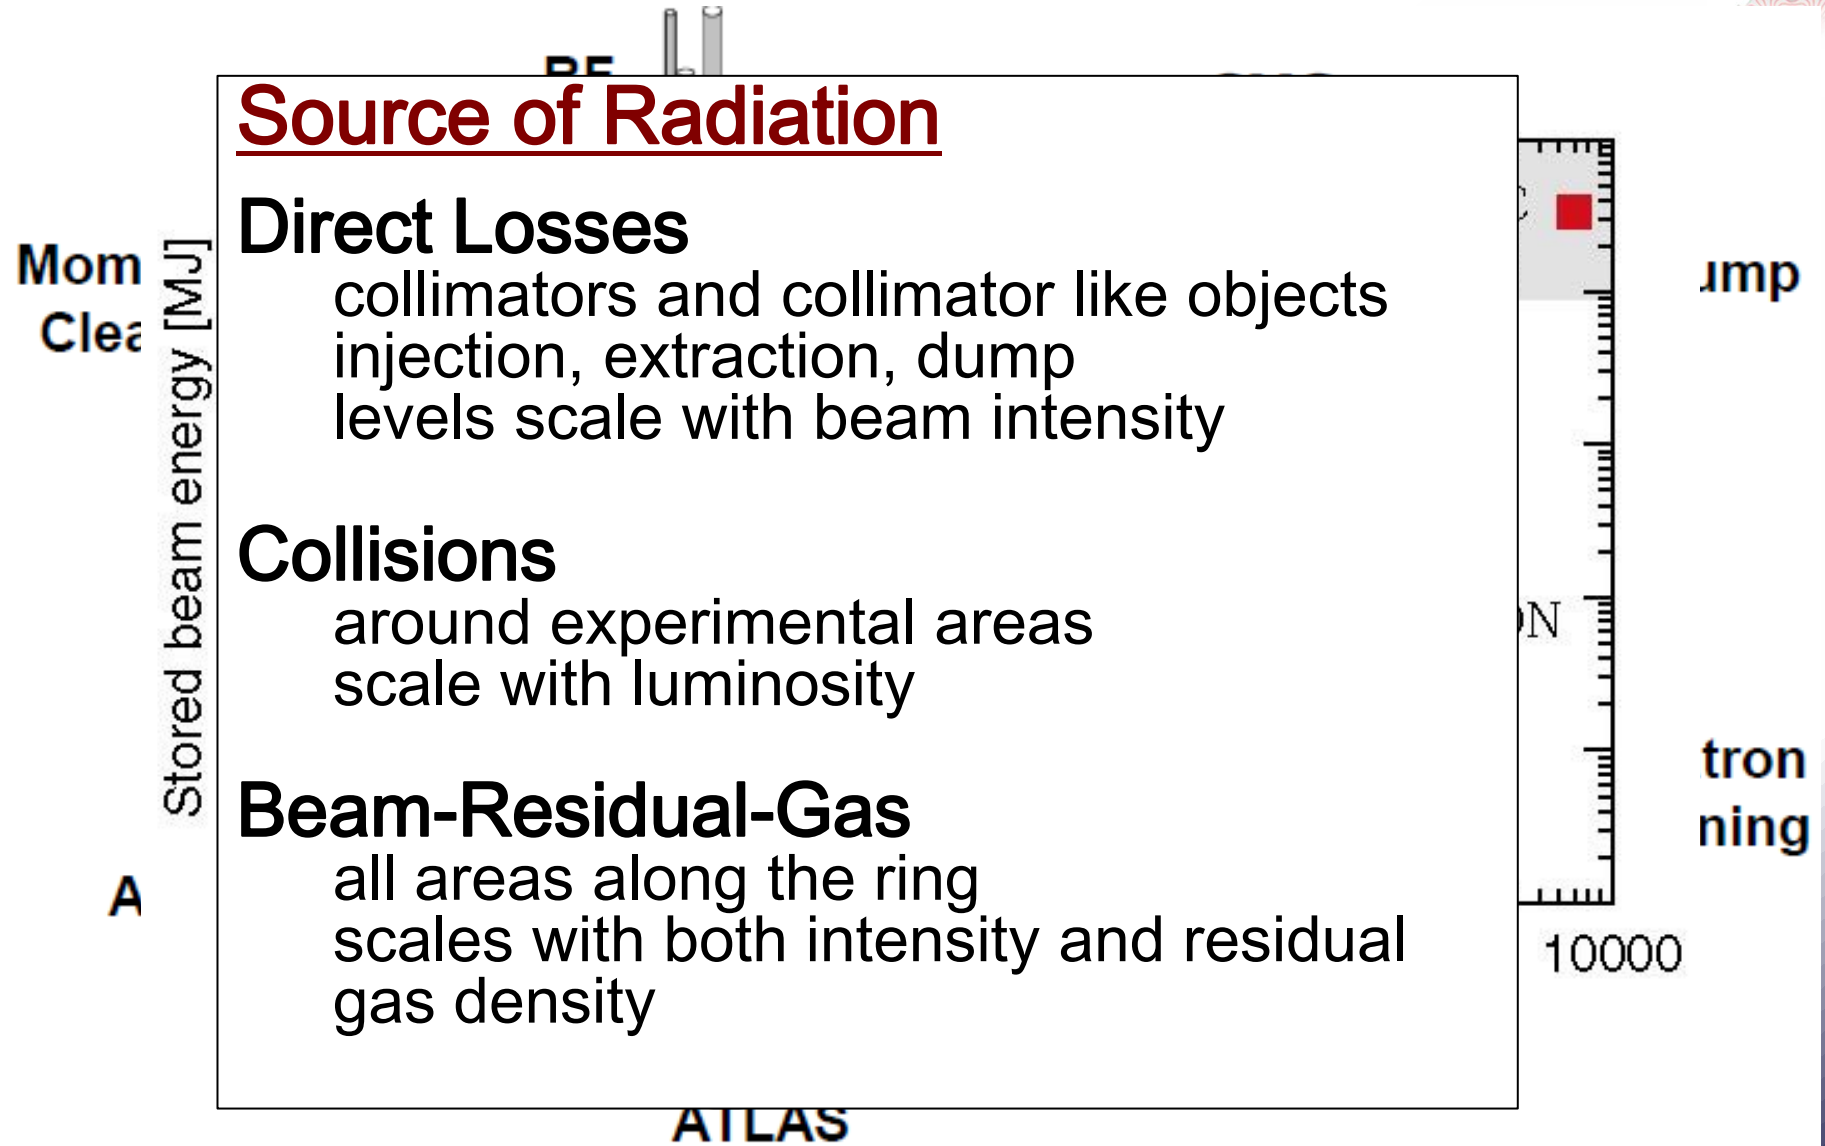 Source of Radiation
Direct Losses
collimators and collimator like objects
injection, extraction, dump
levels scale with beam intensity
Collisions
around experimental areas
scale with luminosity
Beam-Residual-Gas
all areas along the ring
scales with both intensity and residual
gas density
Stored beam energy [MJ]
10000
ATLAS